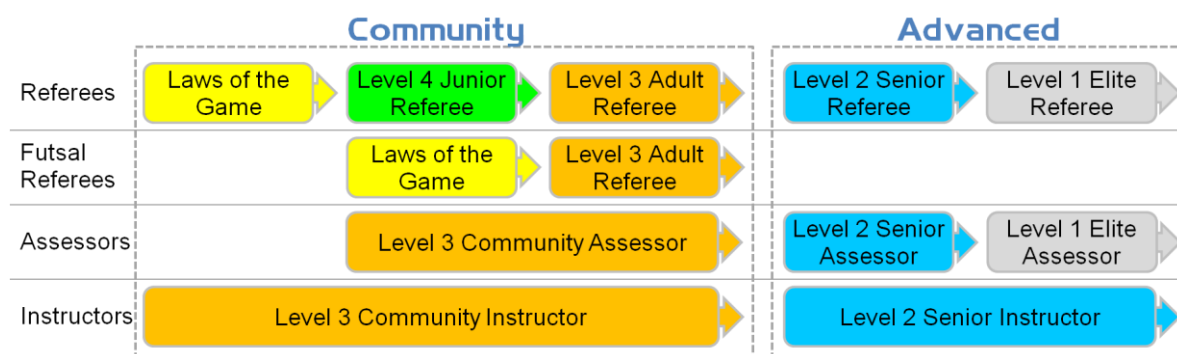 Community
Advanced
Referees
Laws of the
Game
Level 4 Junior
Referee
Level 3 Adult
Referee
Level 2 Senior
Referee
Level 1 Elite
Referee
Futsal
Referees
Laws of the
Game
Level 3 Adult
Referee
Assessors
Level 3 Community Assessor
Level 2 Senior
Assessor
Level 1 Elite
Assessor
Instructors
Level 3 Community Instructor
Level 2 Senior Instructor